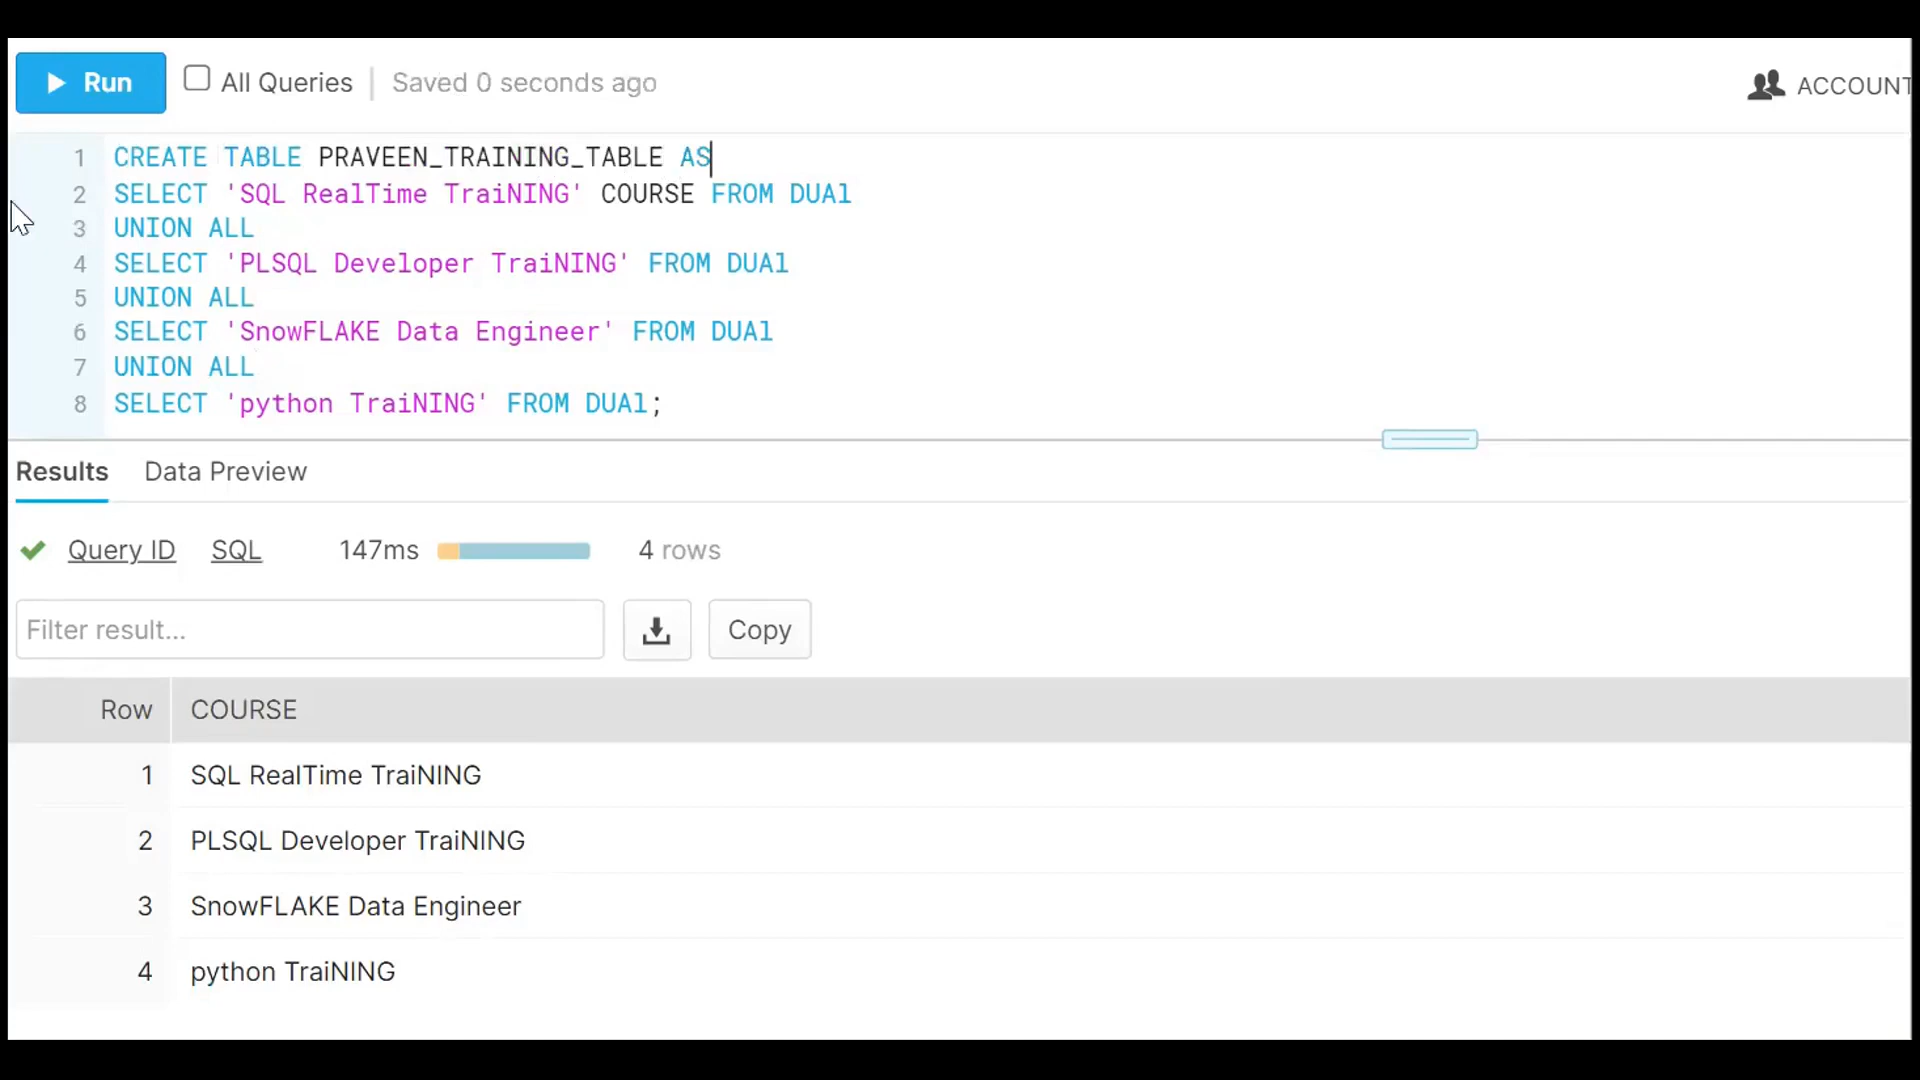 Run All Queries Saved 0 seconds ago ACCOUNT
1 CREATE TABLE PRAVEEN_TRAINING_TABLE AS
2 SELECT 'SQL RealTime TraiNING' COURSE FROM DUAl
3 UNION ALL
4 SELECT 'PLSQL Developer TraiNING' FROM DUAl
5 UNION ALL
6 SELECT 'SnowFLAKE Data Engineer' FROM DUAl
7 UNION ALL
8 SELECT 'python TraiNING' FROM DUAl;
Results Data Preview
Query ID SQL 147ms 4 rows
Filter result... Copy
Row COURSE
1 SQL RealTime TraiNING
2 PLSQL Developer TraiNING
3 SnowFLAKE Data Engineer
4 python TraiNING